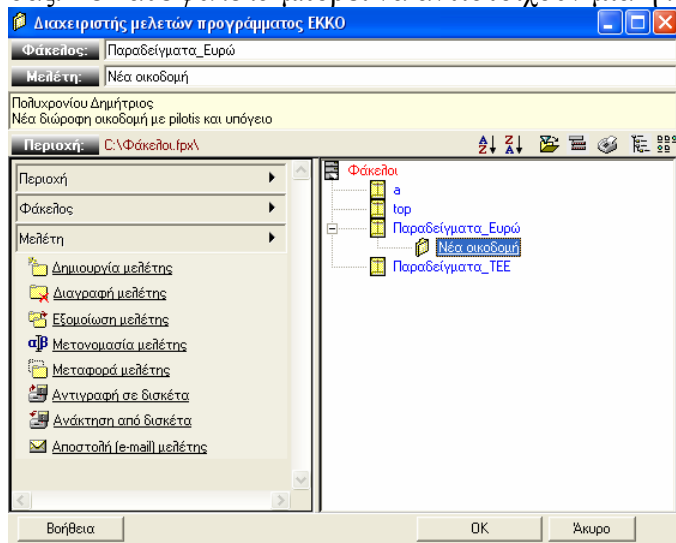 Διαχειριστής μελετών προγράμματος ΕΚΚΟ
Φάκελος: Παραδείγματα_Ευρώ
Μελέτη: Νέα οικοδομή
Πολυχρονίου Δημήτριος
Νέα διώροφη οικοδομή με pilotis και υπόγειο
Περιοχή: C:\Φάκελοι.fpx\
Περιοχή
Φάκελος
Μελέτη
Δημιουργία μελέτης
Διαγραφή μελέτης
Εξομοίωση μελέτης
Μετονομασία μελέτης
Μεταφορά μελέτης
Αντιγραφή σε δισκέτα
Ανάκτηση από δισκέτα
Αποστολή (e-mail) μελέτης
Φάκελοι
a
top
Παραδείγματα_Ευρώ
Νέα οικοδομή
Παραδείγματα_ΤΕΕ
Βοήθεια
OK
Άκυρο